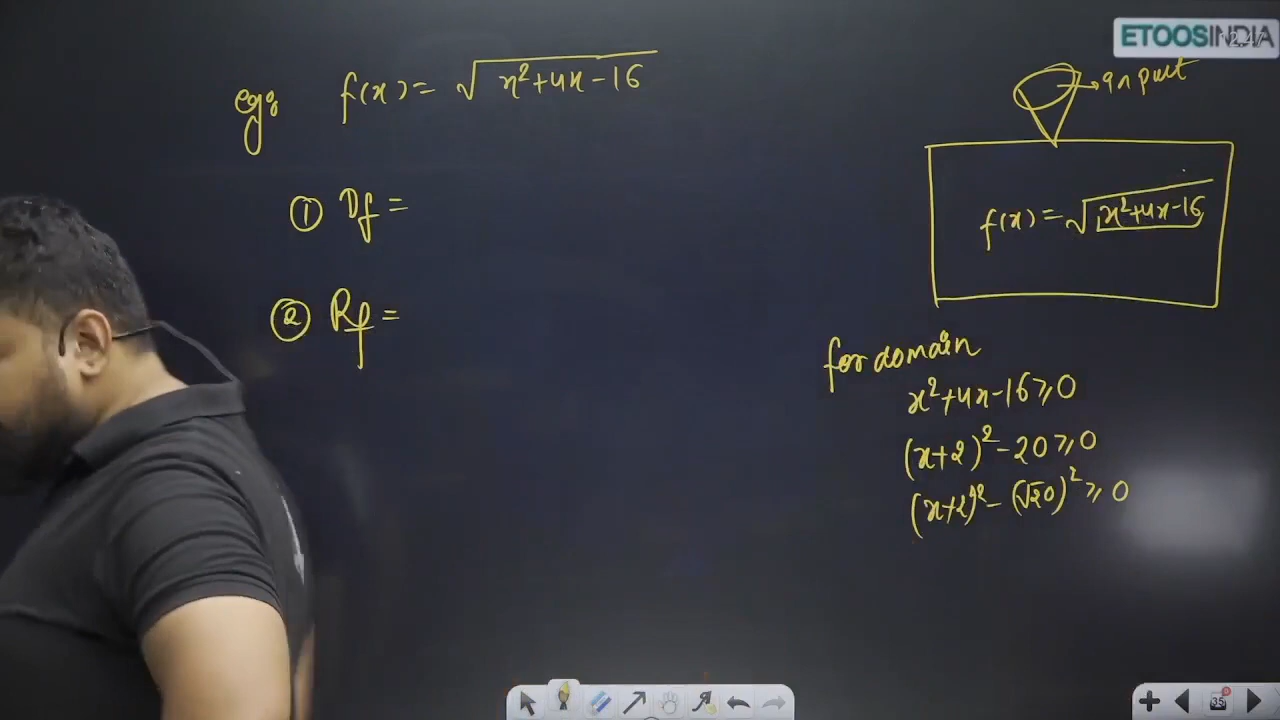 eg:
f(x) = √x²+4x-16
① Df =
② Rf =
ETOOSINDIA
input
f(x) = √x²+4x-16
for domain
x²+4x-16 ≥ 0
(x+2)² - 20 ≥ 0
(x+2)² - (√20)² ≥ 0
35